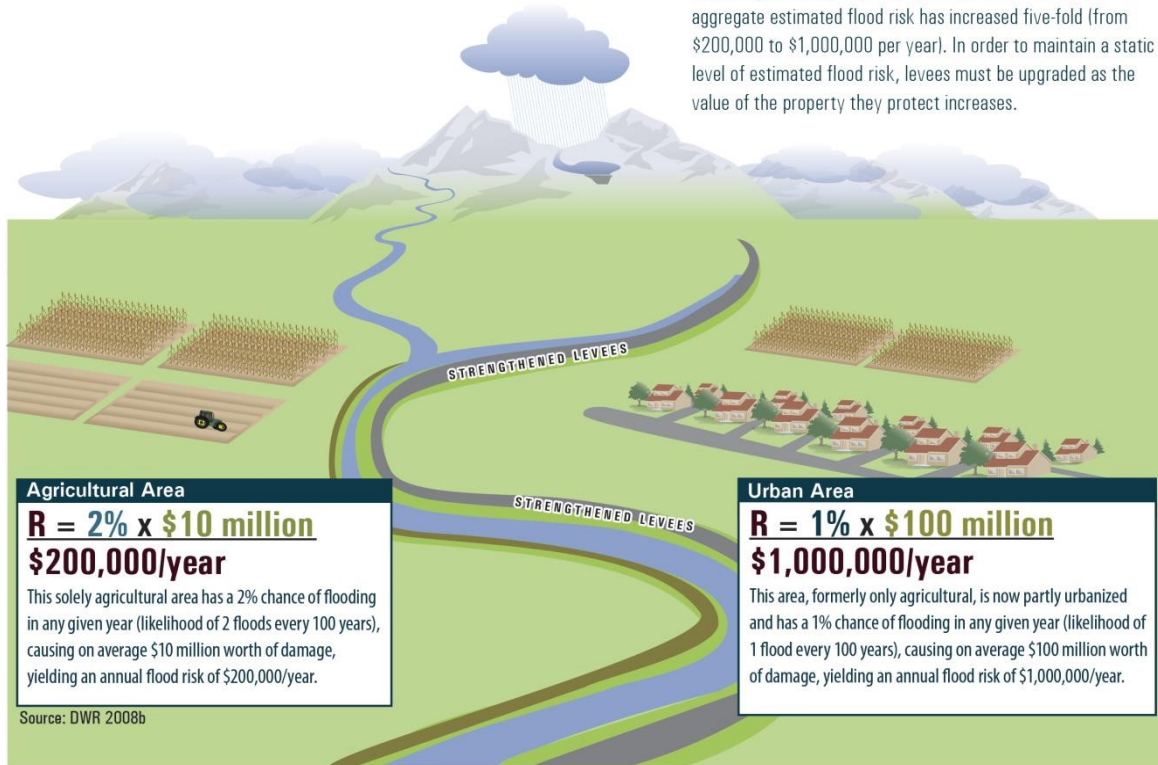 aggregate estimated flood risk has increased five-fold (from
$200,000 to $1,000,000 per year). In order to maintain a static
level of estimated flood risk, levees must be upgraded as the
value of the property they protect increases.
STRENGTHENED LEVEES
STRENGTHENED LEVEES
Agricultural Area
R = 2% x $10 million
$200,000/year
This solely agricultural area has a 2% chance of flooding
in any given year (likelihood of 2 floods every 100 years),
causing on average $10 million worth of damage,
yielding an annual flood risk of $200,000/year.
Source: DWR 2008b
Urban Area
R = 1% x $100 million
$1,000,000/year
This area, formerly only agricultural, is now partly urbanized
and has a 1% chance of flooding in any given year (likelihood of
1 flood every 100 years), causing on average $100 million worth
of damage, yielding an annual flood risk of $1,000,000/year.